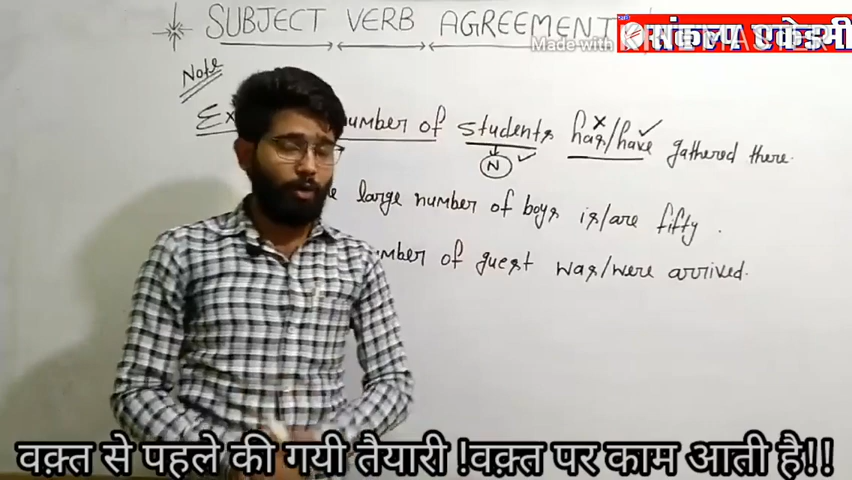 SUBJECT VERB AGREEMENT
Made with KINEMASTER
संकल्प एकेडमी
Note
Ex number of students has/have gathered there.
N
large number of boys is/are fifty.
mber of guest was/were arrived.
वक़्त से पहले की गयी तैयारी !वक़्त पर काम आती है!!